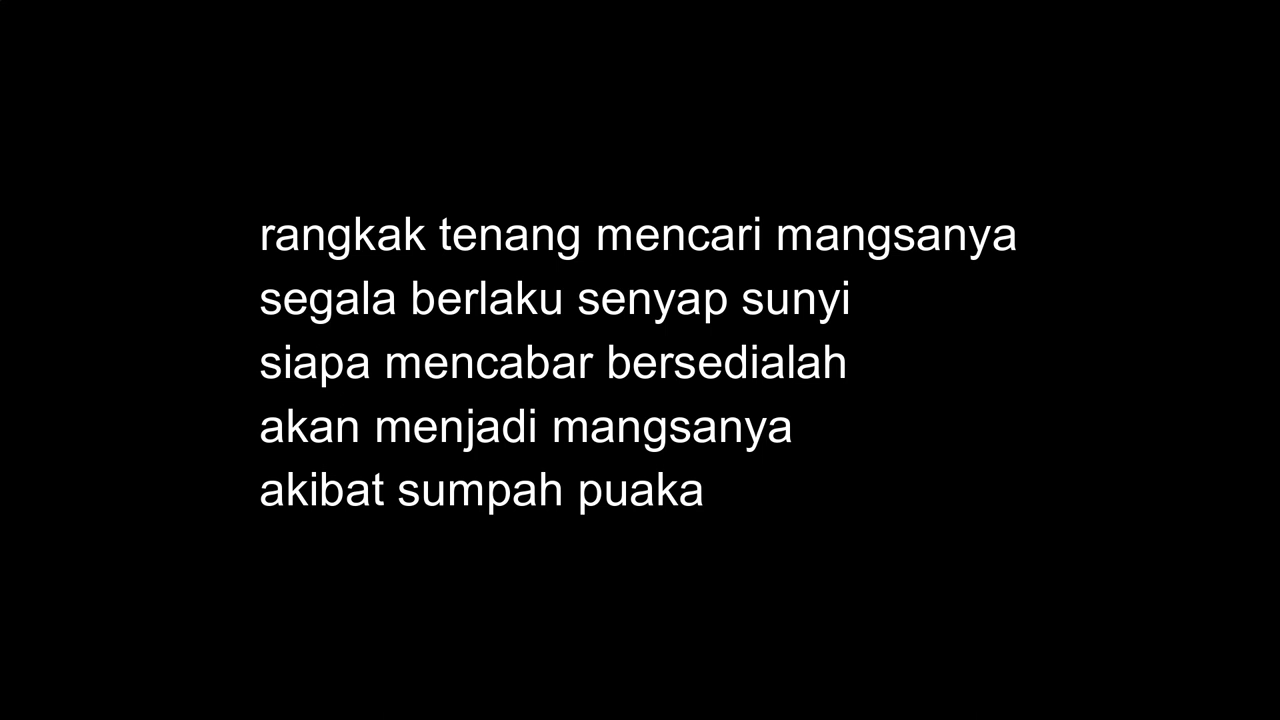 rangkak tenang mencari mangsanya
segala berlaku senyap sunyi
siapa mencabar bersedialah
akan menjadi mangsanya
akibat sumpah puaka